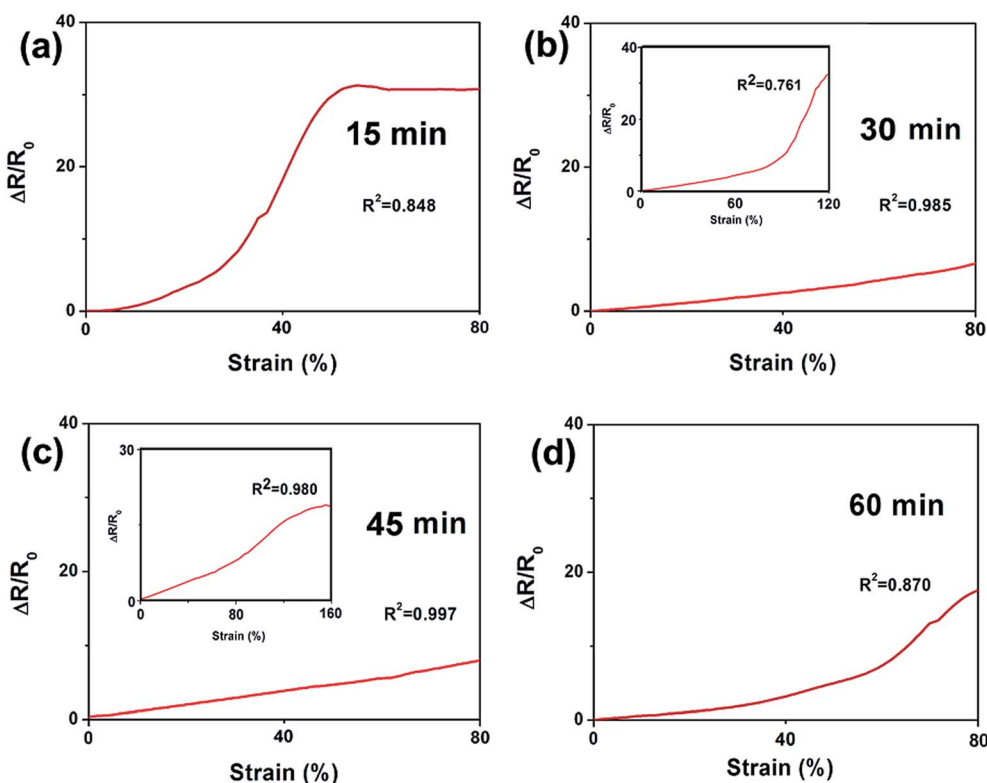 (a)
40
20
0
ΔR/R0
15 min
R2=0.848
0
40
80
Strain (%)
(b)
40
20
0
ΔR/R0
40
30
20
10
0
ΔR/R0
R2=0.761
0
60
120
Strain (%)
30 min
R2=0.985
0
40
80
Strain (%)
(c)
40
20
0
ΔR/R0
30
0
ΔR/R0
R2=0.980
0
80
160
Strain (%)
45 min
R2=0.997
0
40
80
Strain (%)
(d)
40
20
0
ΔR/R0
60 min
R2=0.870
0
40
80
Strain (%)